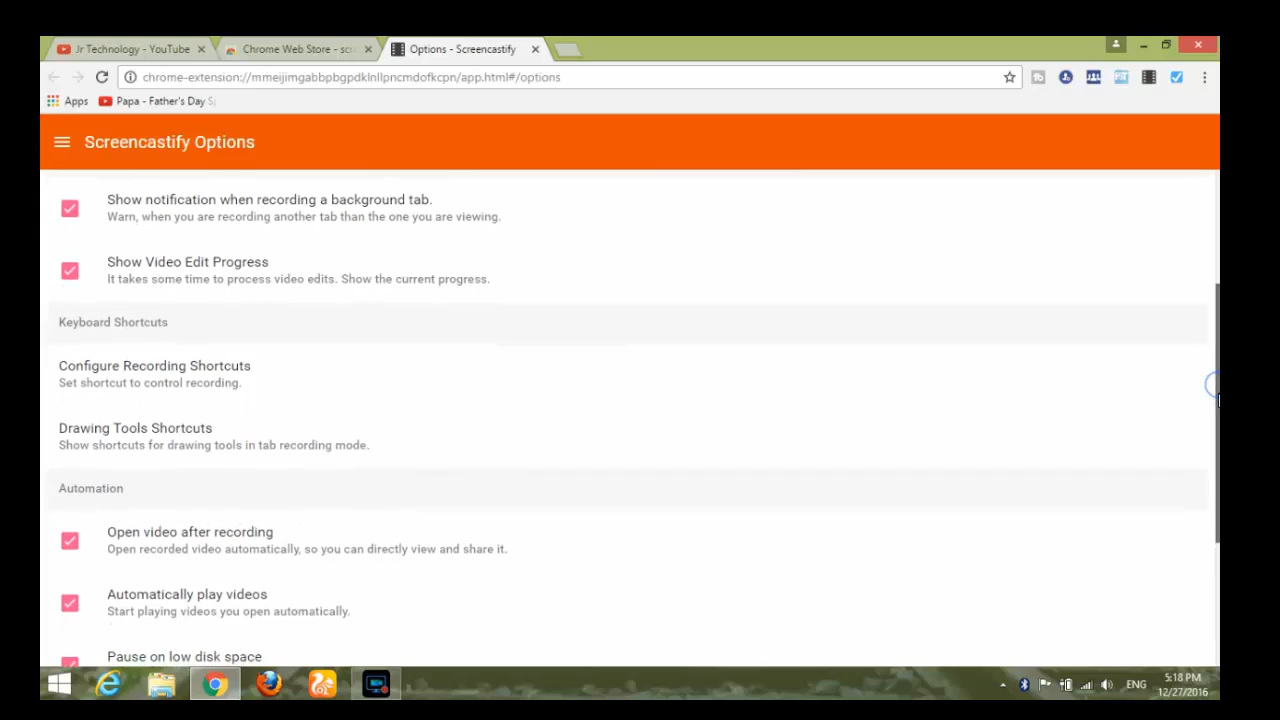 Jr Technology - YouTube
Chrome Web Store - scr
Options - Screencastify
chrome-extension://mmeijimgabbpbgpdklnllpncmdofkcpn/app.html#/options
Apps
Papa - Father's Day
Screencastify Options
Show notification when recording a background tab.
Warn, when you are recording another tab than the one you are viewing.
Show Video Edit Progress
It takes some time to process video edits. Show the current progress.
Keyboard Shortcuts
Configure Recording Shortcuts
Set shortcut to control recording.
Drawing Tools Shortcuts
Show shortcuts for drawing tools in tab recording mode.
Automation
Open video after recording
Open recorded video automatically, so you can directly view and share it.
Automatically play videos
Start playing videos you open automatically.
Pause on low disk space
ENG
5:18 PM
12/27/2016